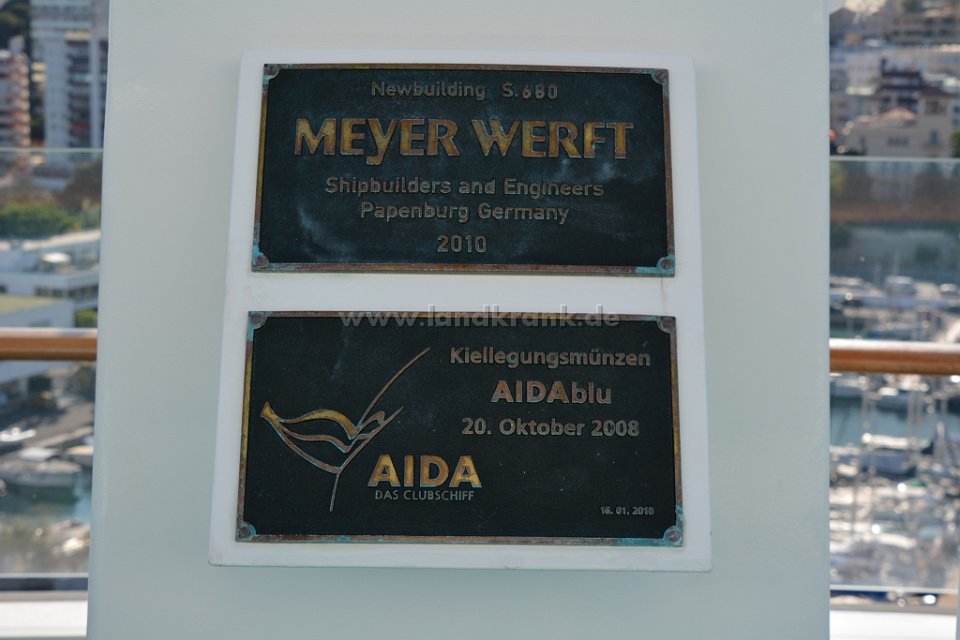 Newbuilding S.680
MEYER WERFT
Shipbuilders and Engineers
Papenburg Germany
2010
www.landkrank.de
Kiellegungsmünzen
AIDAblu
20. Oktober 2008
AIDA
DAS CLUBSCHIFF
16. 01. 2010